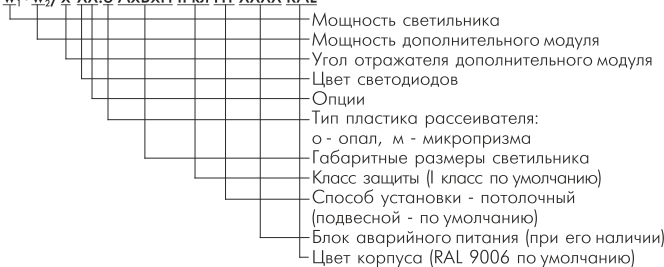 Мощность светильника
Мощность дополнительного модуля
Угол отражателя дополнительного модуля
Цвет светодиодов
Опции
Тип пластика рассеивателя:
о - опал, м - микропризма
Габаритные размеры светильника
Класс защиты (I класс по умолчанию)
Способ установки - потолочный
(подвесной - по умолчанию)
Блок аварийного питания (при его наличии)
Цвет корпуса (RAL 9006 по умолчанию)